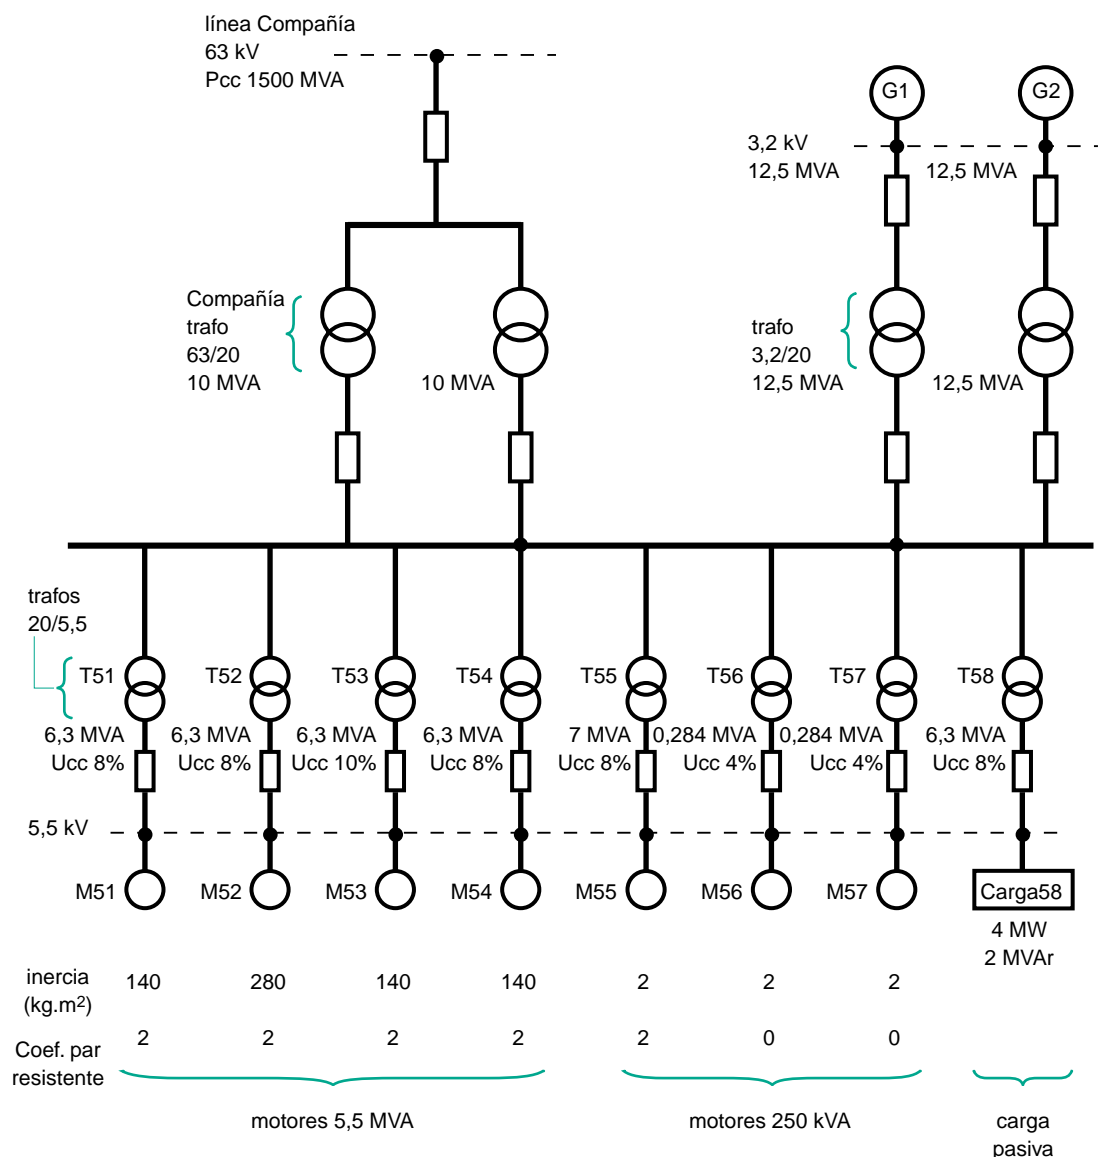 línea Compañía
63 kV
Pcc 1500 MVA
G1
G2
3,2 kV
12,5 MVA
12,5 MVA
Compañía
trafo
63/20
10 MVA
10 MVA
trafo
3,2/20
12,5 MVA
12,5 MVA
trafos
20/5,5
T51
T52
T53
T54
T55
T56
T57
T58
6,3 MVA
Ucc 8%
6,3 MVA
Ucc 8%
6,3 MVA
Ucc 10%
6,3 MVA
Ucc 8%
7 MVA
Ucc 8%
0,284 MVA
Ucc 4%
0,284 MVA
Ucc 4%
6,3 MVA
Ucc 8%
5,5 kV
M51
M52
M53
M54
M55
M56
M57
Carga58
4 MW
2 MVAr
inercia
(kg.m²)
140
280
140
140
2
2
2
Coef. par
resistente
2
2
2
2
2
0
0
motores 5,5 MVA
motores 250 kVA
carga
pasiva